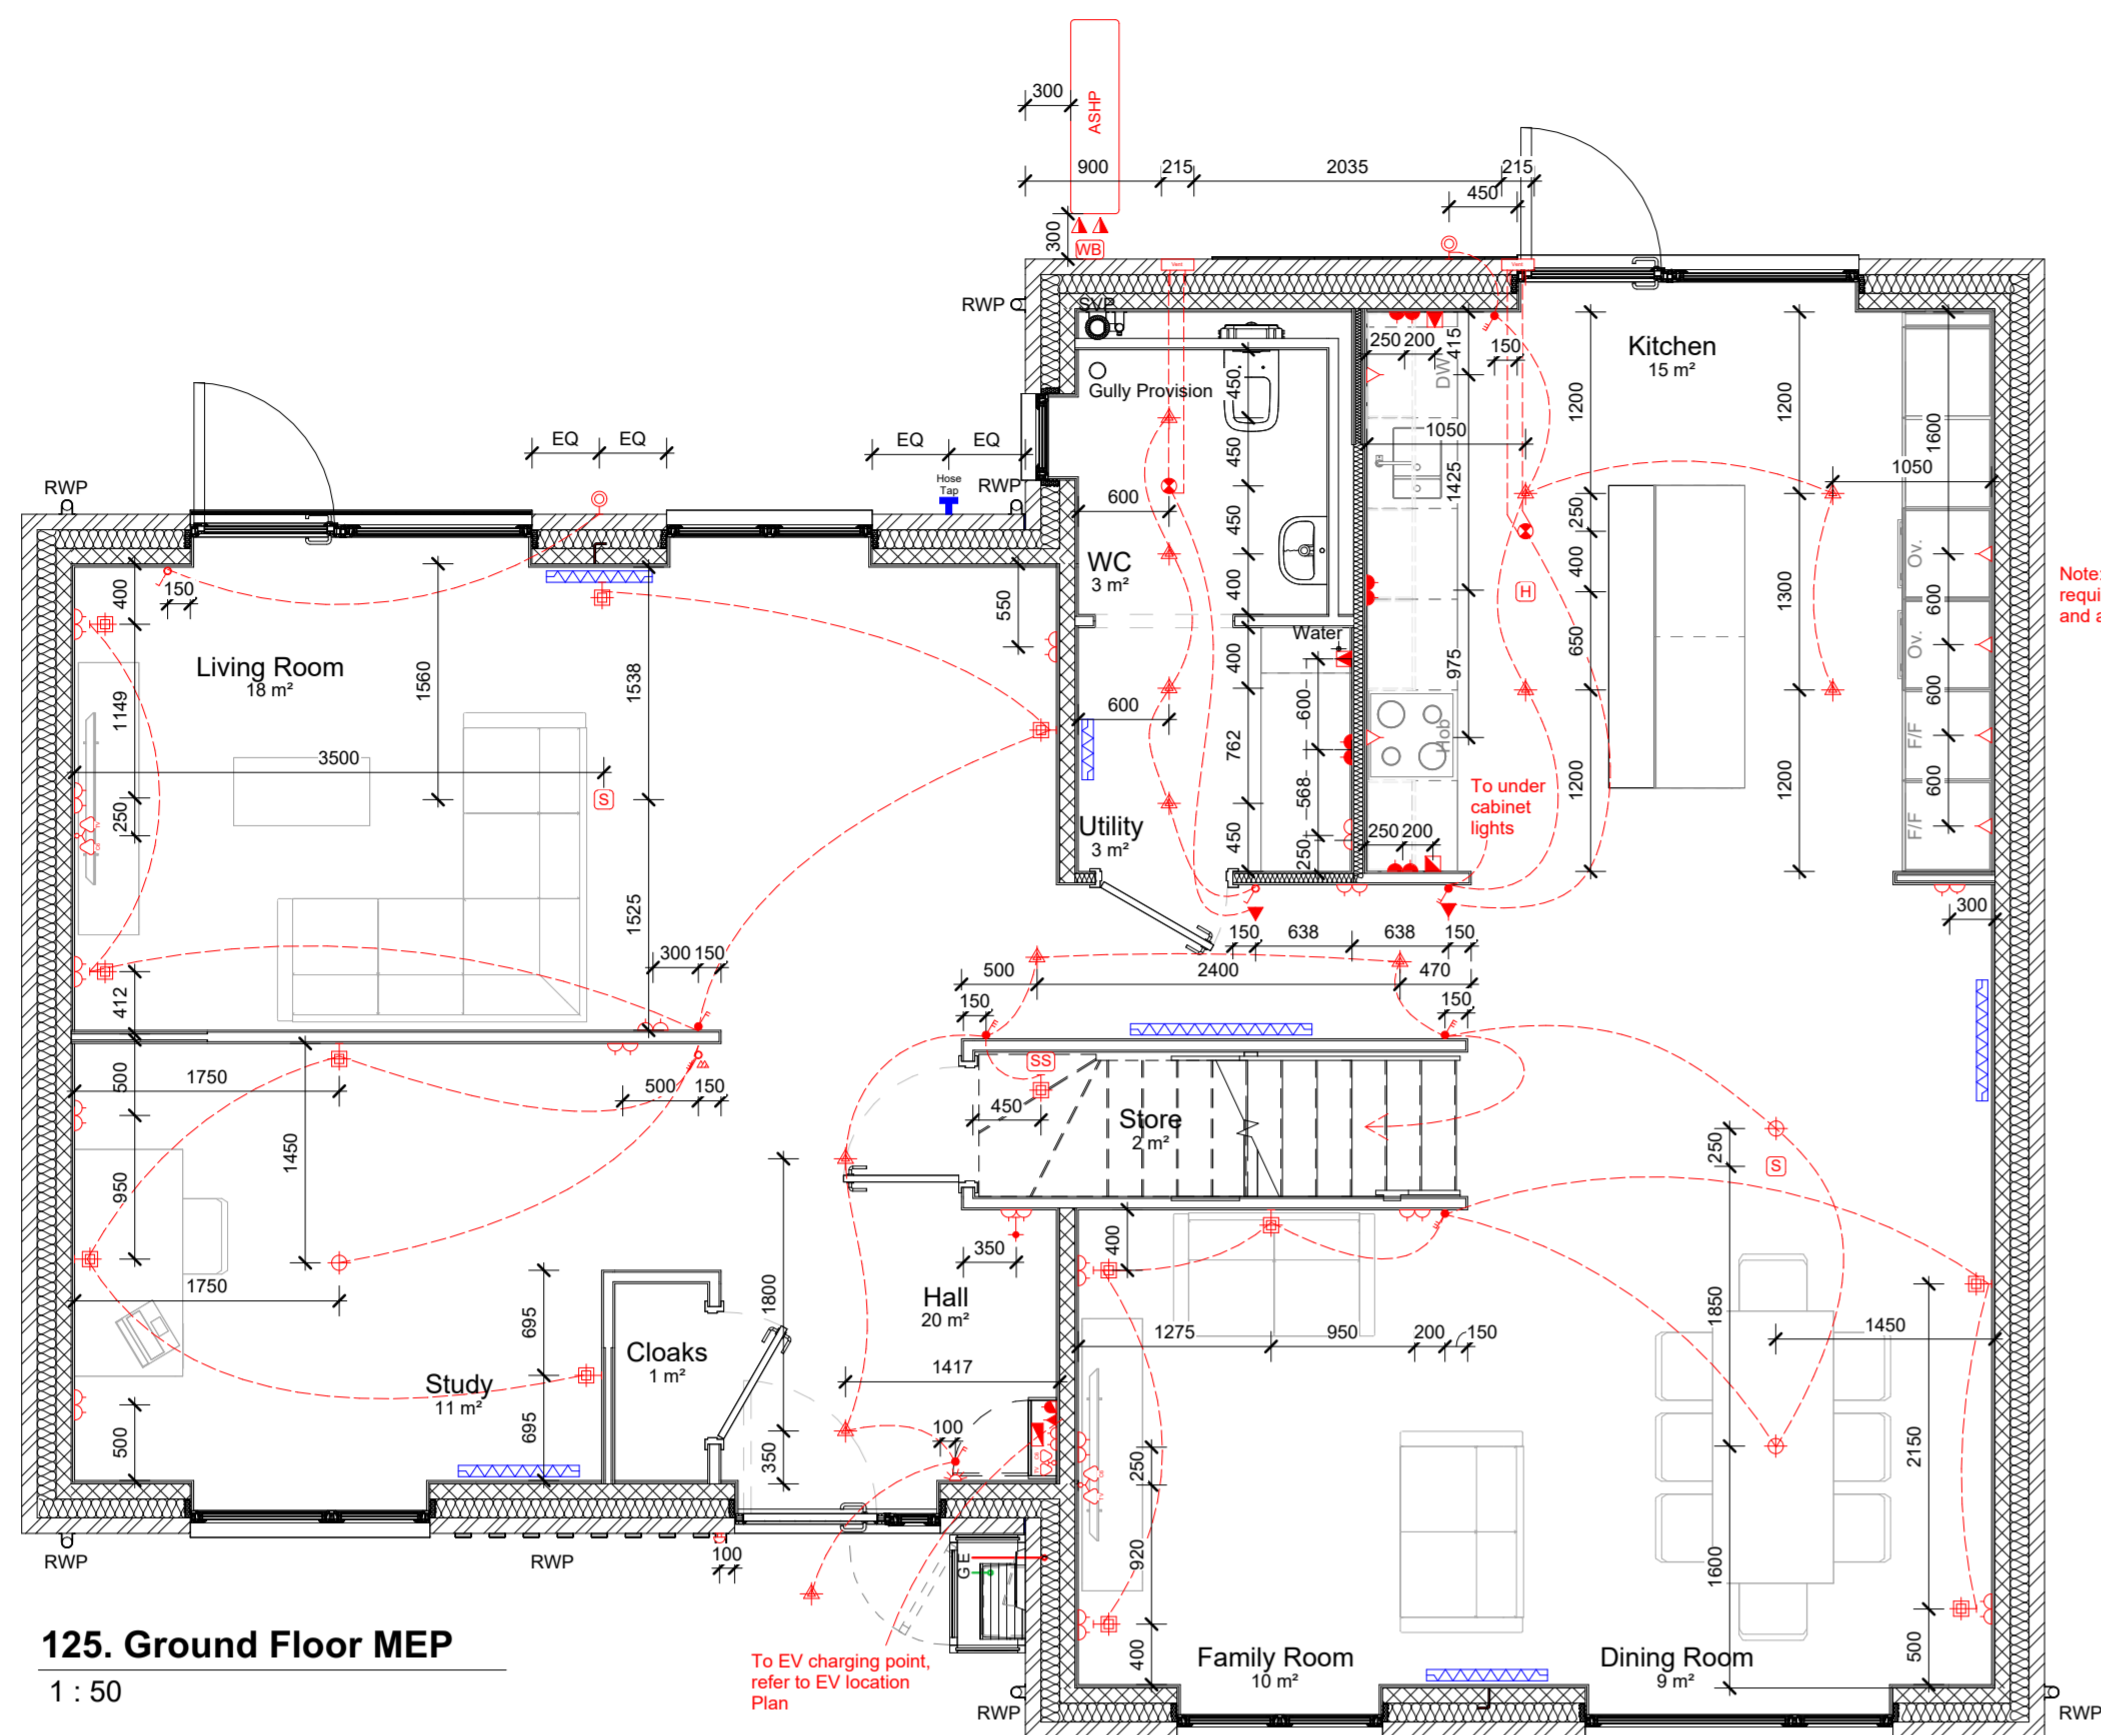 300
ASHP
900
215
2035
215
450
300
WB
Vent
Vent
RWP
SVP
Gully Provision
450
250
200
415
DW
150
Kitchen
15 m²
1200
1200
1600
1050
1050
EQ
EQ
EQ
EQ
Hose
Tap
RWP
RWP
450
600
450
1425
250
Ov.
WC
3 m²
400
400
H
1300
600
Note:
requi
and a
150
400
550
Living Room
18 m²
1560
1538
1149
Water
400
600
975
650
Ov.
600
600
762
Hob
F/F
3500
S
250
To under
cabinet
lights
1200
1200
600
F/F
Utility
3 m²
568
450
250
250
200
1525
300
150
412
300
150
638
638
150
500
2400
470
150
150
SS
500
1750
500
150
450
Store
2 m²
1450
950
250
S
350
400
1750
1800
695
Hall
20 m²
1850
1450
1275
950
200
150
Cloaks
1 m²
1417
Study
11 m²
500
695
350
100
250
2150
RWP
RWP
100
G E
920
1600
125. Ground Floor MEP
1 : 50
To EV charging point,
refer to EV location
Plan
400
Family Room
10 m²
Dining Room
9 m²
500
RWP
RWP